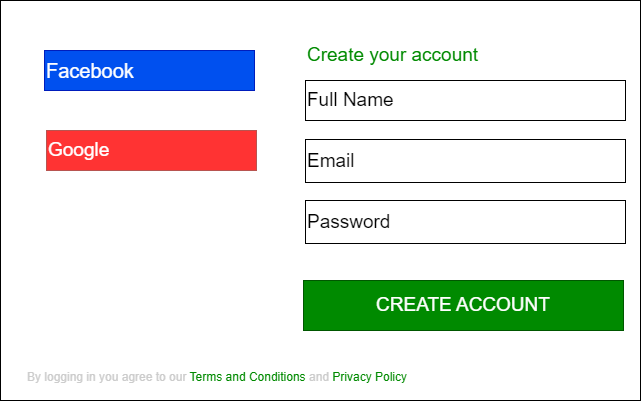 Facebook
Google
Create your account
Full Name
Email
Password
CREATE ACCOUNT
By logging in you agree to our Terms and Conditions and Privacy Policy